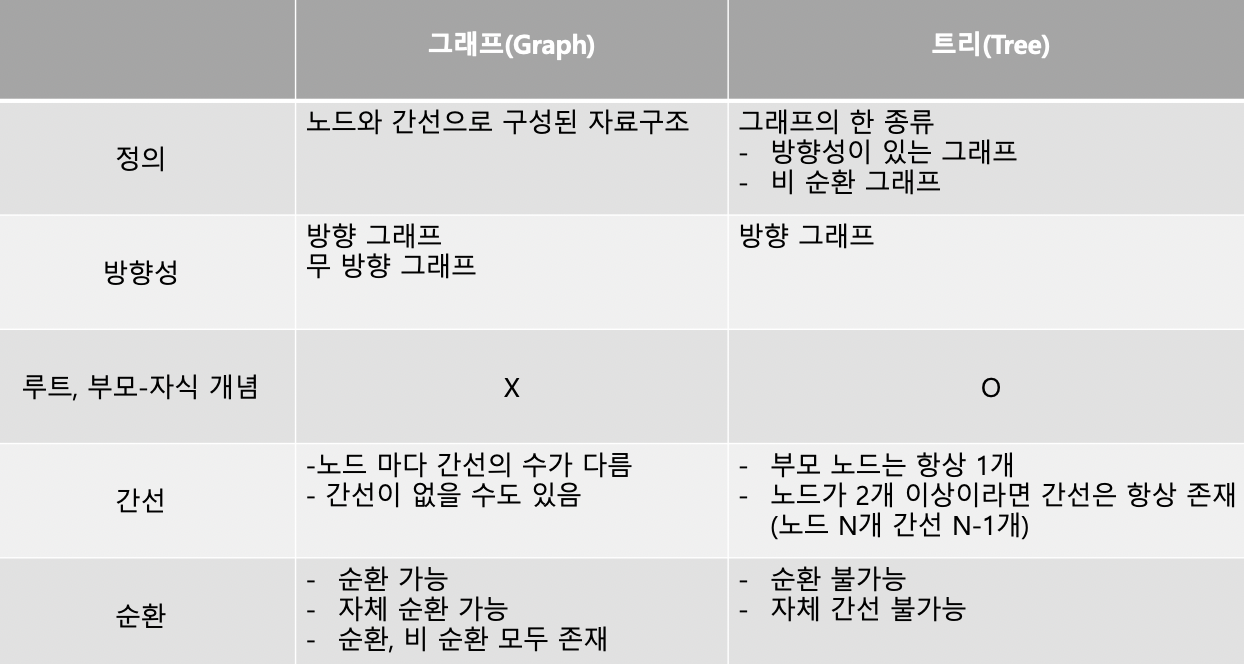 그래프(Graph)
트리(Tree)
정의
노드와 간선으로 구성된 자료구조
그래프의 한 종류
- 방향성이 있는 그래프
- 비 순환 그래프
방향성
방향 그래프
무 방향 그래프
방향 그래프
루트, 부모-자식 개념
X
O
간선
-노드 마다 간선의 수가 다름
- 간선이 없을 수도 있음
- 부모 노드는 항상 1개
- 노드가 2개 이상이라면 간선은 항상 존재
(노드 N개 간선 N-1개)
순환
- 순환 가능
- 자체 순환 가능
- 순환, 비 순환 모두 존재
- 순환 불가능
- 자체 간선 불가능